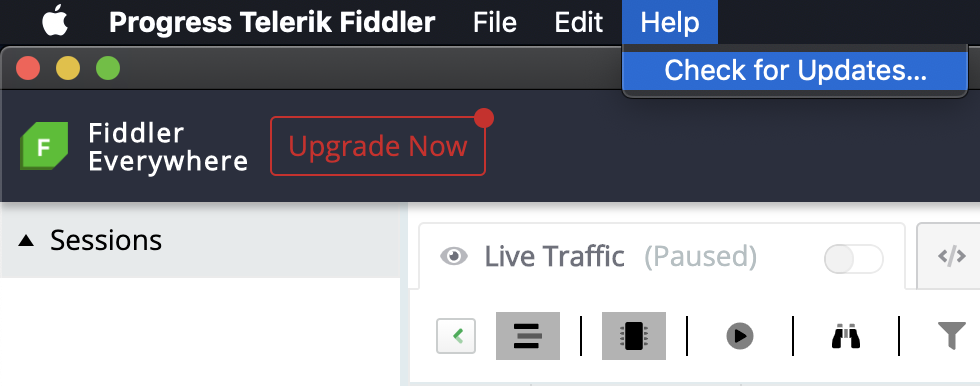 Progress Telerik Fiddler File Edit Help
Check for Updates...
F
Fiddler
Everywhere
Upgrade Now
Sessions
Live Traffic (Paused)